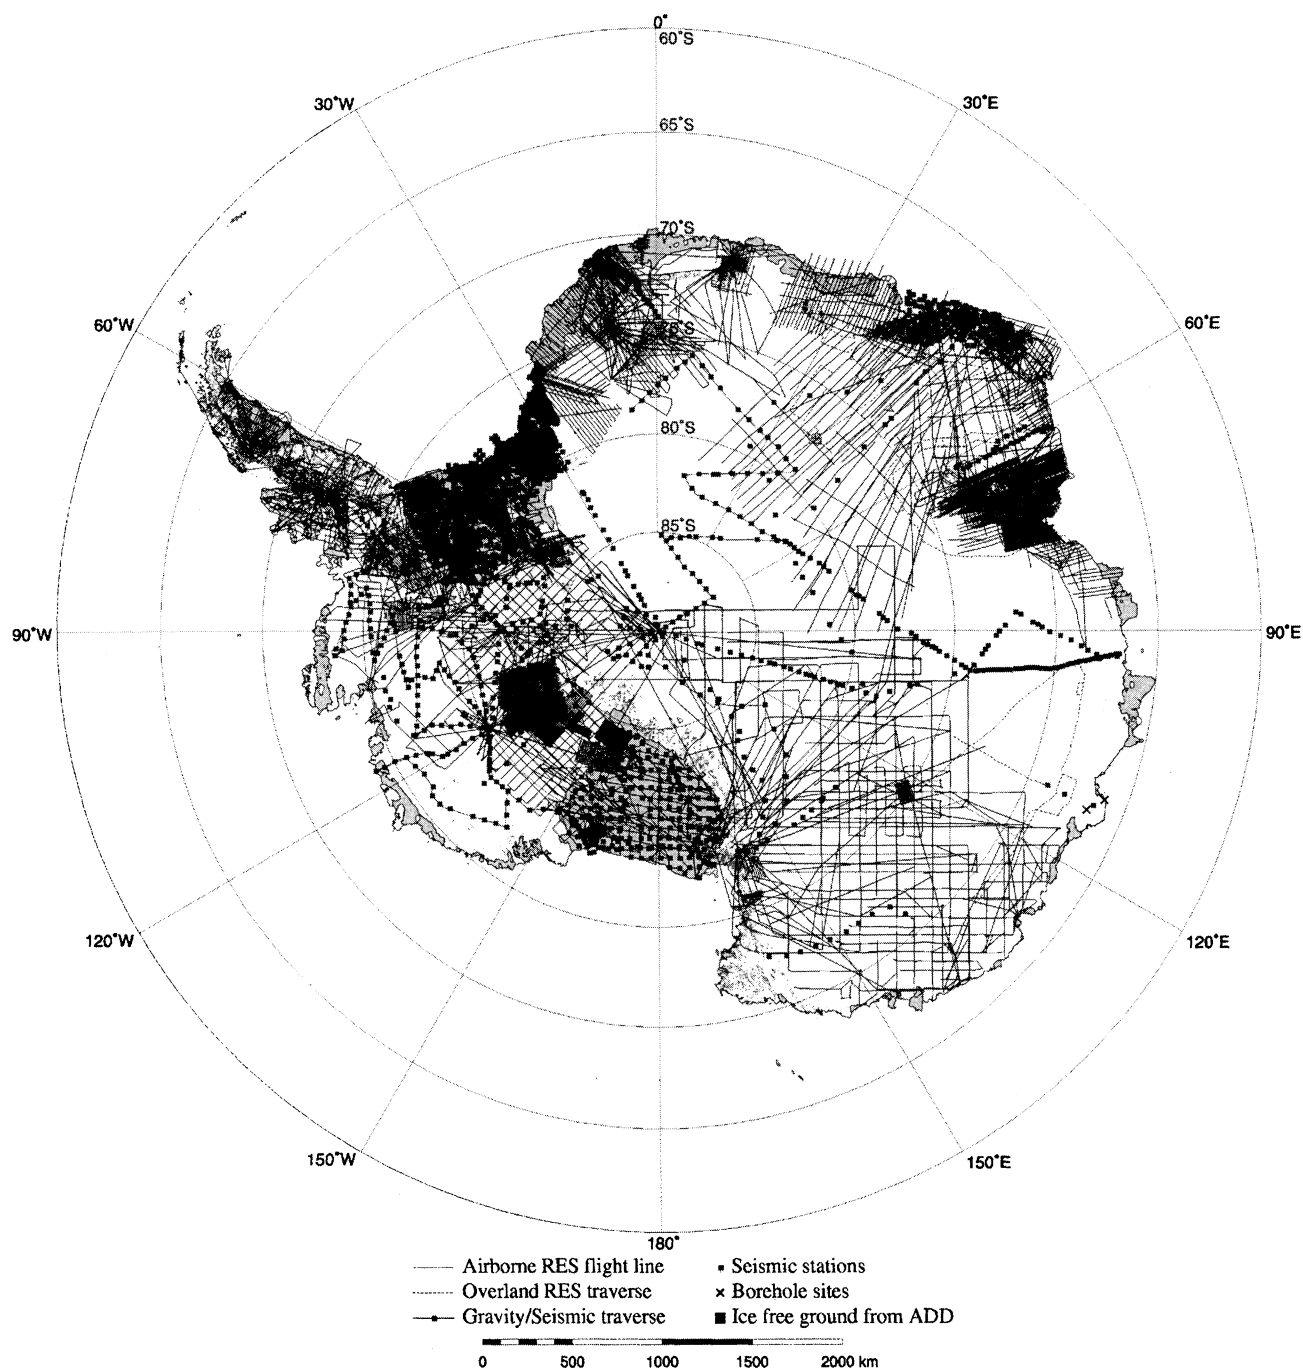 0°
60°S
30°W
30°E
65°S
70°S
60°W
60°E
75°S
80°S
85°S
90°W
90°E
120°W
120°E
150°W
150°E
180°
Airborne RES flight line
Seismic stations
Overland RES traverse
Borehole sites
Gravity/Seismic traverse
Ice free ground from ADD
0 500 1000 1500 2000 km